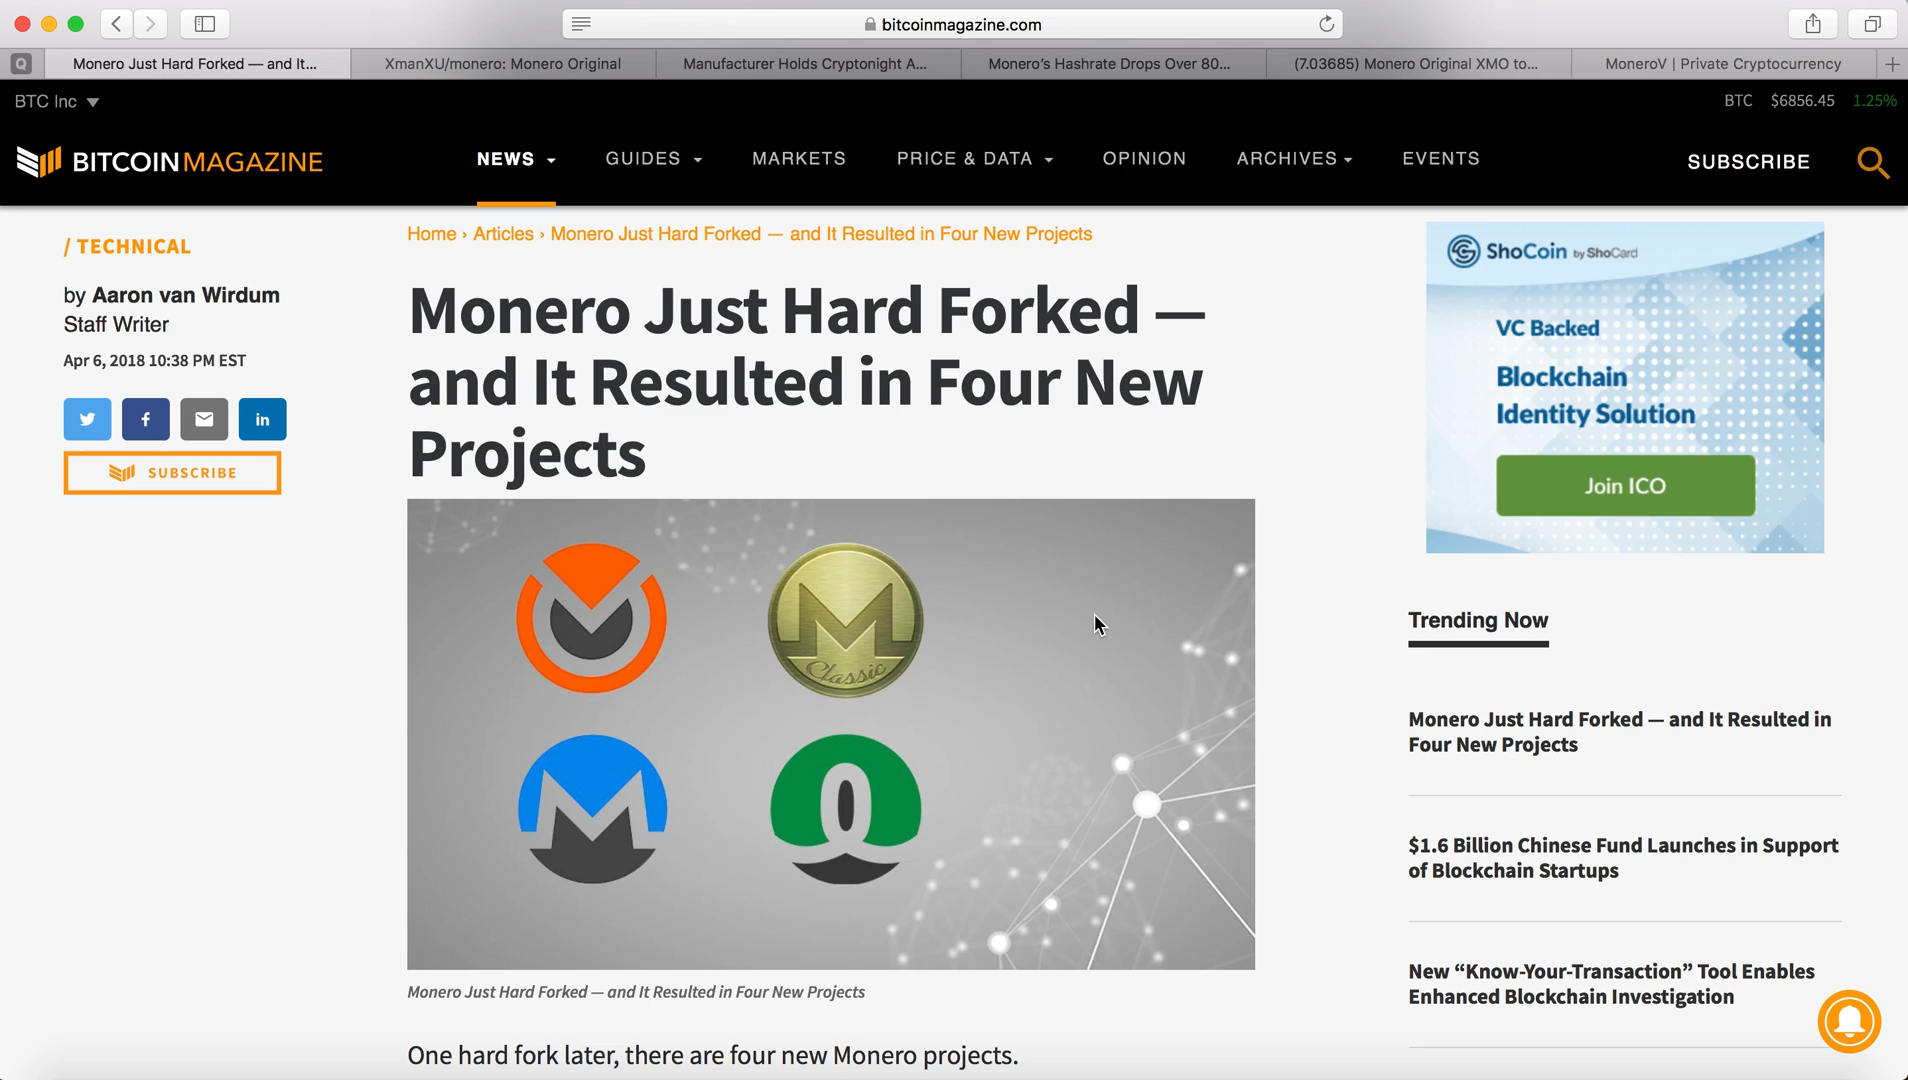 bitcoinmagazine.com
Q
Monero Just Hard Forked — and It...
XmanXU/monero: Monero Original
Manufacturer Holds Cryptonight A...
Monero's Hashrate Drops Over 80...
(7.03685) Monero Original XMO to...
MoneroV | Private Cryptocurrency
BTC Inc
BTC $6856.45 1.25%
BITCOINMAGAZINE
NEWS
GUIDES
MARKETS
PRICE & DATA
OPINION
ARCHIVES
EVENTS
SUBSCRIBE
/ TECHNICAL
by Aaron van Wirdum
Staff Writer
Apr 6, 2018 10:38 PM EST
f
in
SUBSCRIBE
Home › Articles › Monero Just Hard Forked — and It Resulted in Four New Projects
Monero Just Hard Forked —
and It Resulted in Four New
Projects
Classic
Monero Just Hard Forked — and It Resulted in Four New Projects
One hard fork later, there are four new Monero projects.
ShoCoin by ShoCard
VC Backed
Blockchain
Identity Solution
Join ICO
Trending Now
Monero Just Hard Forked — and It Resulted in
Four New Projects
$1.6 Billion Chinese Fund Launches in Support
of Blockchain Startups
New “Know-Your-Transaction” Tool Enables
Enhanced Blockchain Investigation